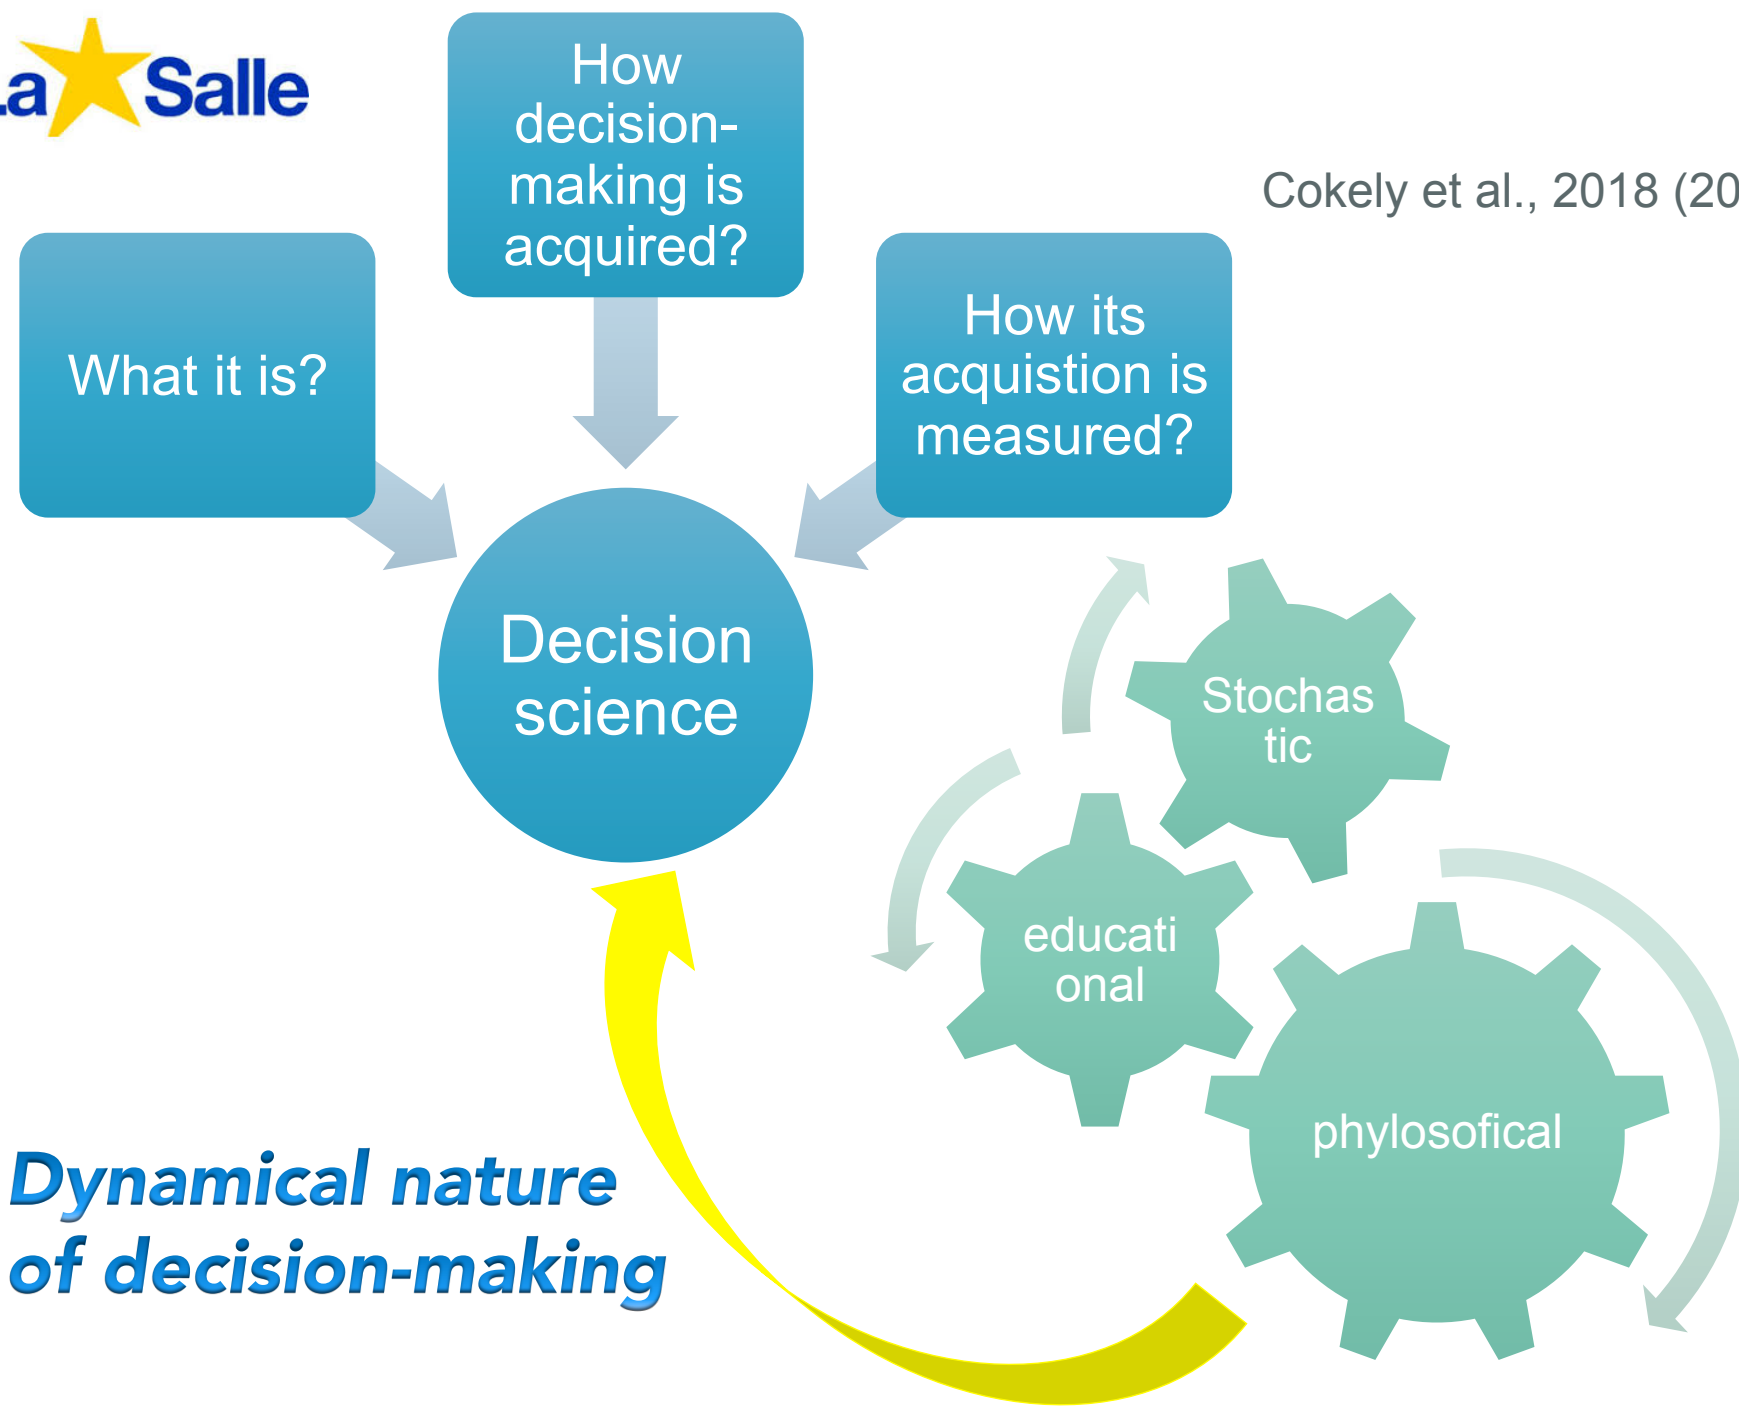 La Salle
How
decision-
making is
acquired?
Cokely et al., 2018 (20
What it is?
How its
acquistion is
measured?
Decision
science
Stochas
tic
educati
onal
phylosofical
Dynamical nature
of decision-making